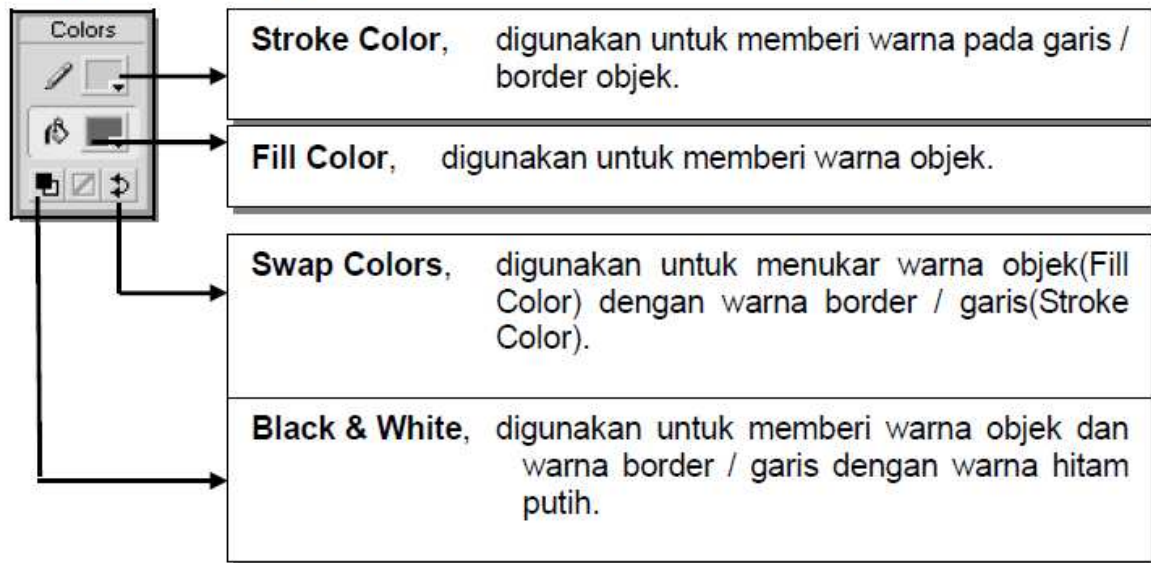 Colors
Stroke Color, digunakan untuk memberi warna pada garis /
border objek.
Fill Color, digunakan untuk memberi warna objek.
Swap Colors, digunakan untuk menukar warna objek(Fill
Color) dengan warna border / garis(Stroke
Color).
Black & White, digunakan untuk memberi warna objek dan
warna border / garis dengan warna hitam
putih.